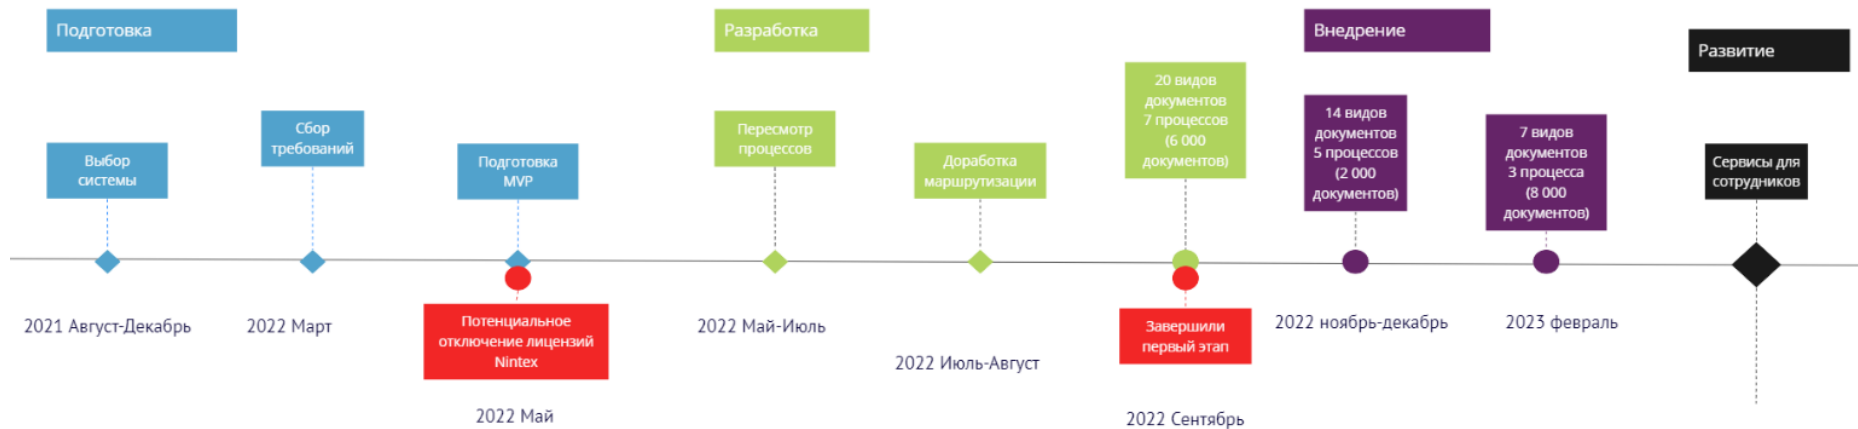 Подготовка
Разработка
Внедрение
Развитие
Выбор
системы
Сбор
требований
Подготовка
MVP
Пересмотр
процессов
Доработка
маршрутизации
20 видов
документов
7 процессов
(6 000
документов)
14 видов
документов
5 процессов
(2 000
документов)
7 видов
документов
3 процесса
(8 000
документов)
Сервисы для
сотрудников
2021 Август-Декабрь
2022 Март
Потенциальное
отключение лицензий
Nintex
2022 Май
2022 Май-Июль
2022 Июль-Август
Завершили
первый этап
2022 Сентябрь
2022 ноябрь-декабрь
2023 февраль